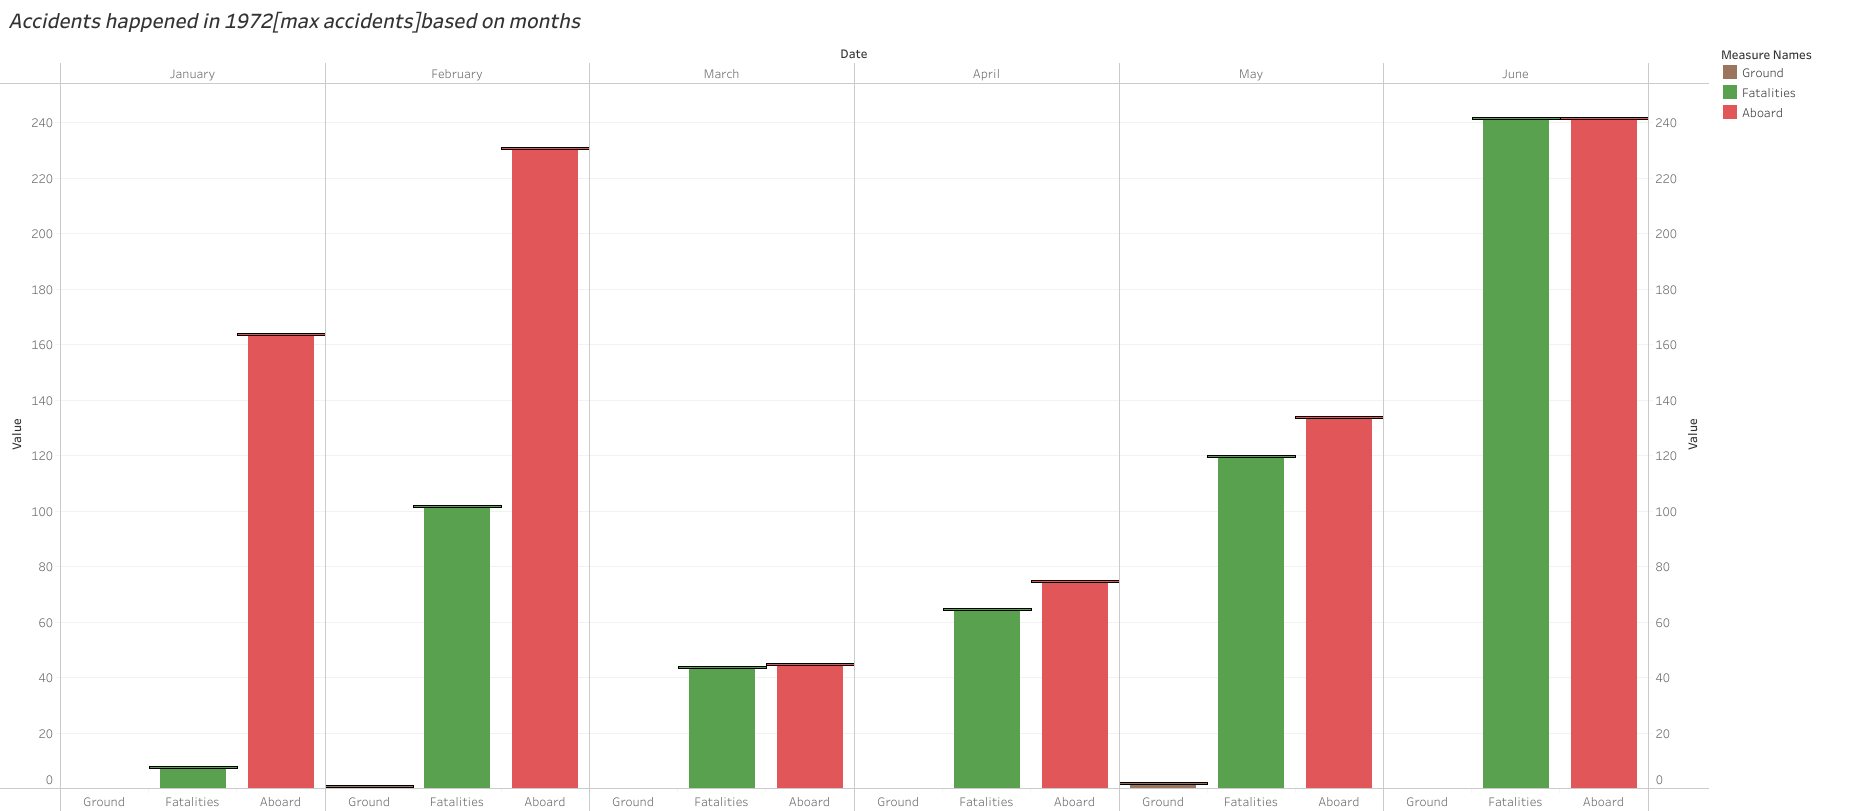 Accidents happened in 1972[max accidents]based on months
Date
January February March April May June
Measure Names
Ground
Fatalities
Aboard
240 240
220 220
200 200
180 180
160 160
140 140
120 120
100 100
80 80
60 60
40 40
20 20
0 0
Value Value
Ground Fatalities Aboard Ground Fatalities Aboard Ground Fatalities Aboard Ground Fatalities Aboard Ground Fatalities Aboard Ground Fatalities Aboard